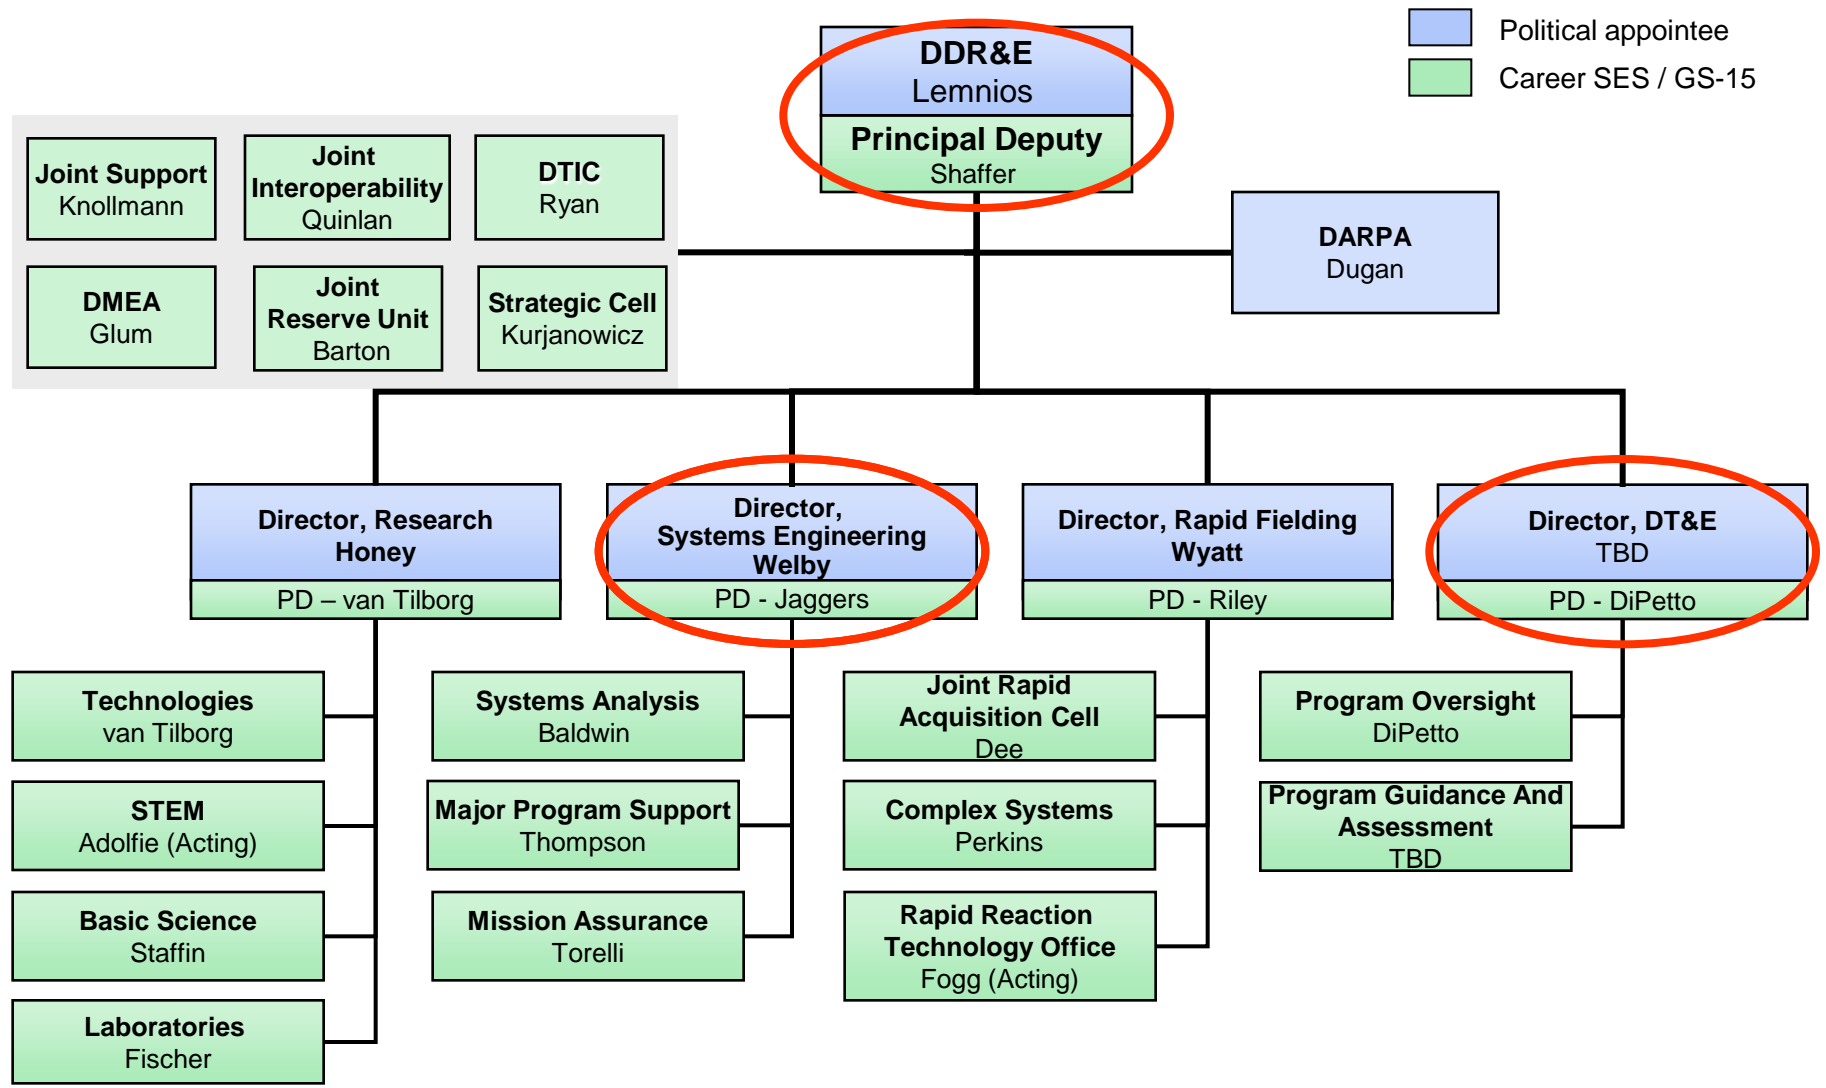 DDR&E
Lemnios
Principal Deputy
Shaffer
Political appointee
Career SES / GS-15
Joint Support
Knollmann
Joint
Interoperability
Quinlan
DTIC
Ryan
DMEA
Glum
Joint
Reserve Unit
Barton
Strategic Cell
Kurjanowicz
DARPA
Dugan
Director, Research
Honey
PD – van Tilborg
Director,
Systems Engineering
Welby
PD - Jaggers
Director, Rapid Fielding
Wyatt
PD - Riley
Director, DT&E
TBD
PD - DiPetto
Technologies
van Tilborg
STEM
Adolfie (Acting)
Basic Science
Staffin
Laboratories
Fischer
Systems Analysis
Baldwin
Major Program Support
Thompson
Mission Assurance
Torelli
Joint Rapid
Acquisition Cell
Dee
Complex Systems
Perkins
Rapid Reaction
Technology Office
Fogg (Acting)
Program Oversight
DiPetto
Program Guidance And
Assessment
TBD